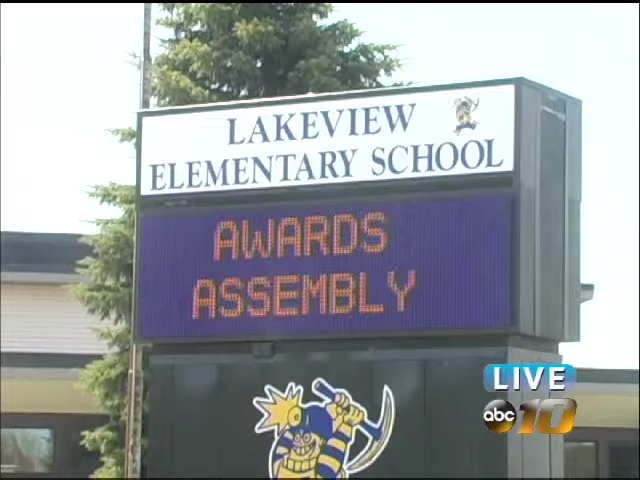 LAKEVIEW
ELEMENTARY SCHOOL
AWARDS
ASSEMBLY
LIVE
abc 10